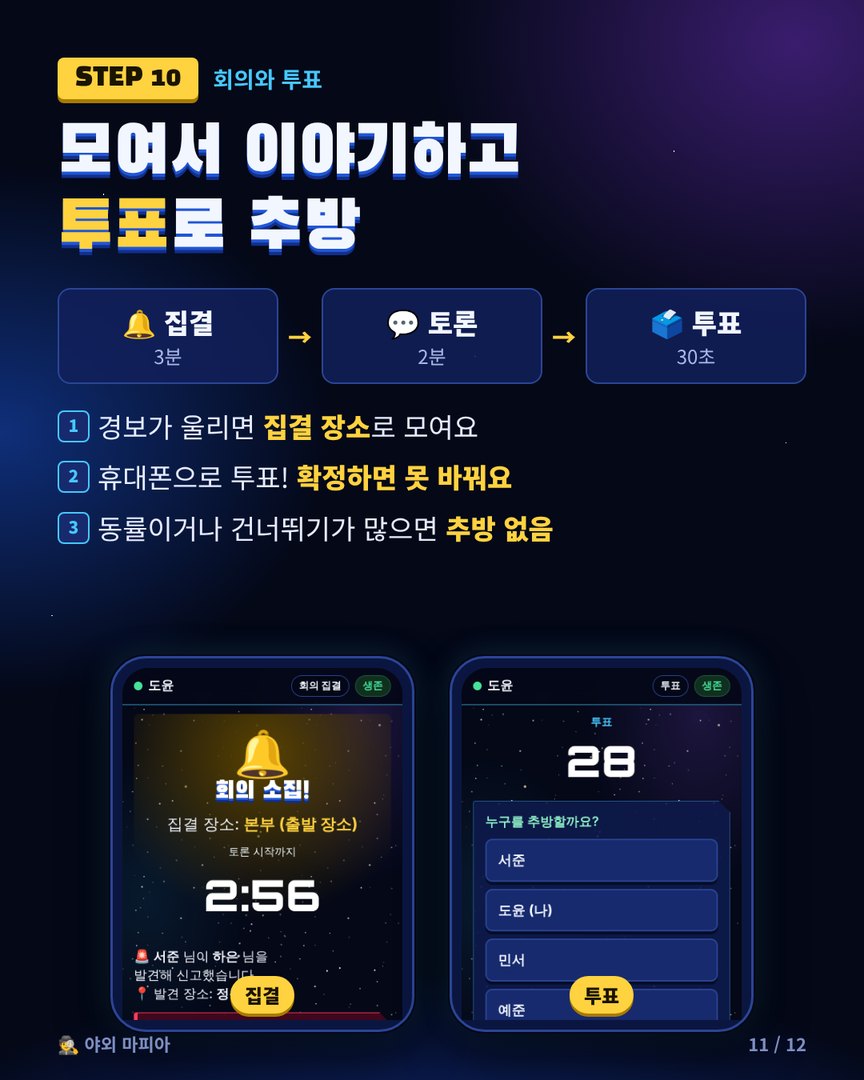 STEP 10 회의와 투표
모여서 이야기하고
투표로 추방
🔔 집결
3분
→
💬 토론
2분
→
🗳️ 투표
30초
1 경보가 울리면 집결 장소로 모여요
2 휴대폰으로 투표! 확정하면 못 바꿔요
3 동률이거나 건너뛰기가 많으면 추방 없음
도윤 회의 집결 생존
회의 소집!
집결 장소: 본부 (출발 장소)
토론 시작까지
2:56
🚨 서준 님이 하은 님을
발견해 신고했습니다
📍 발견 장소:
집결
도윤 투표 생존
투표
28
누구를 추방할까요?
서준
도윤 (나)
민서
예준
투표
🕵️ 야외 마피아
11 / 12